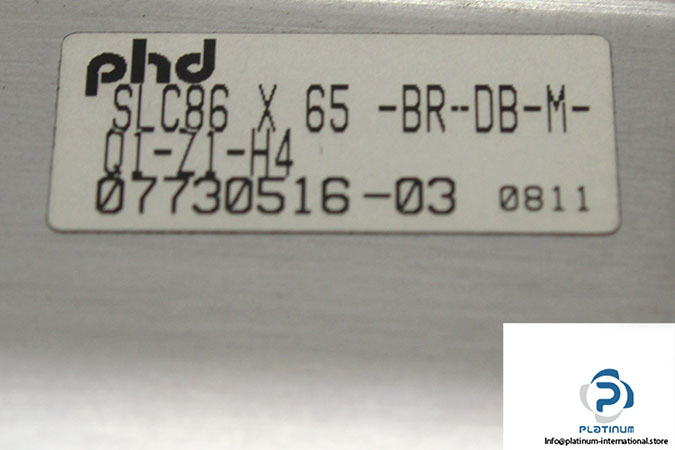 phd
SLC86 X 65 -BR--DB-M-
Q1-Z1-H4
07730516-03 0811
PLATINUM
Info@platinum-international.store